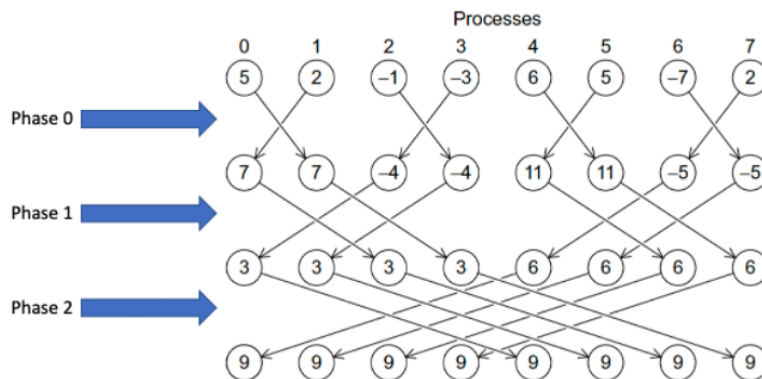 Processes
0 1 2 3 4 5 6 7
5 2 –1 –3 6 5 –7 2
Phase 0
7 7 –4 –4 11 11 –5 –5
Phase 1
3 3 3 3 6 6 6 6
Phase 2
9 9 9 9 9 9 9 9